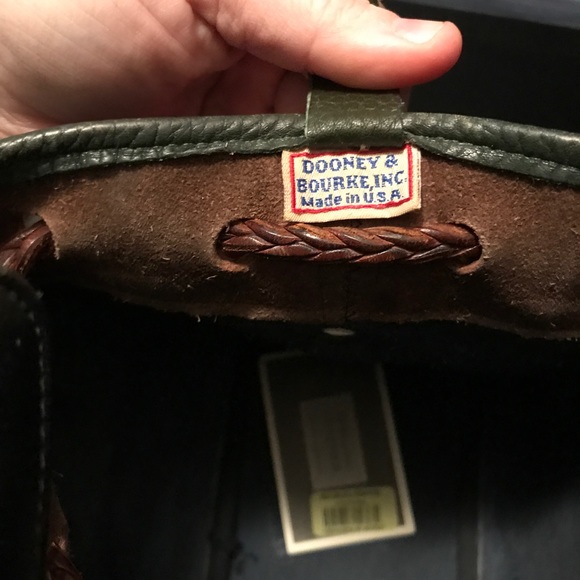 DOONEY &
BOURKE, INC.
Made in U.S.A.